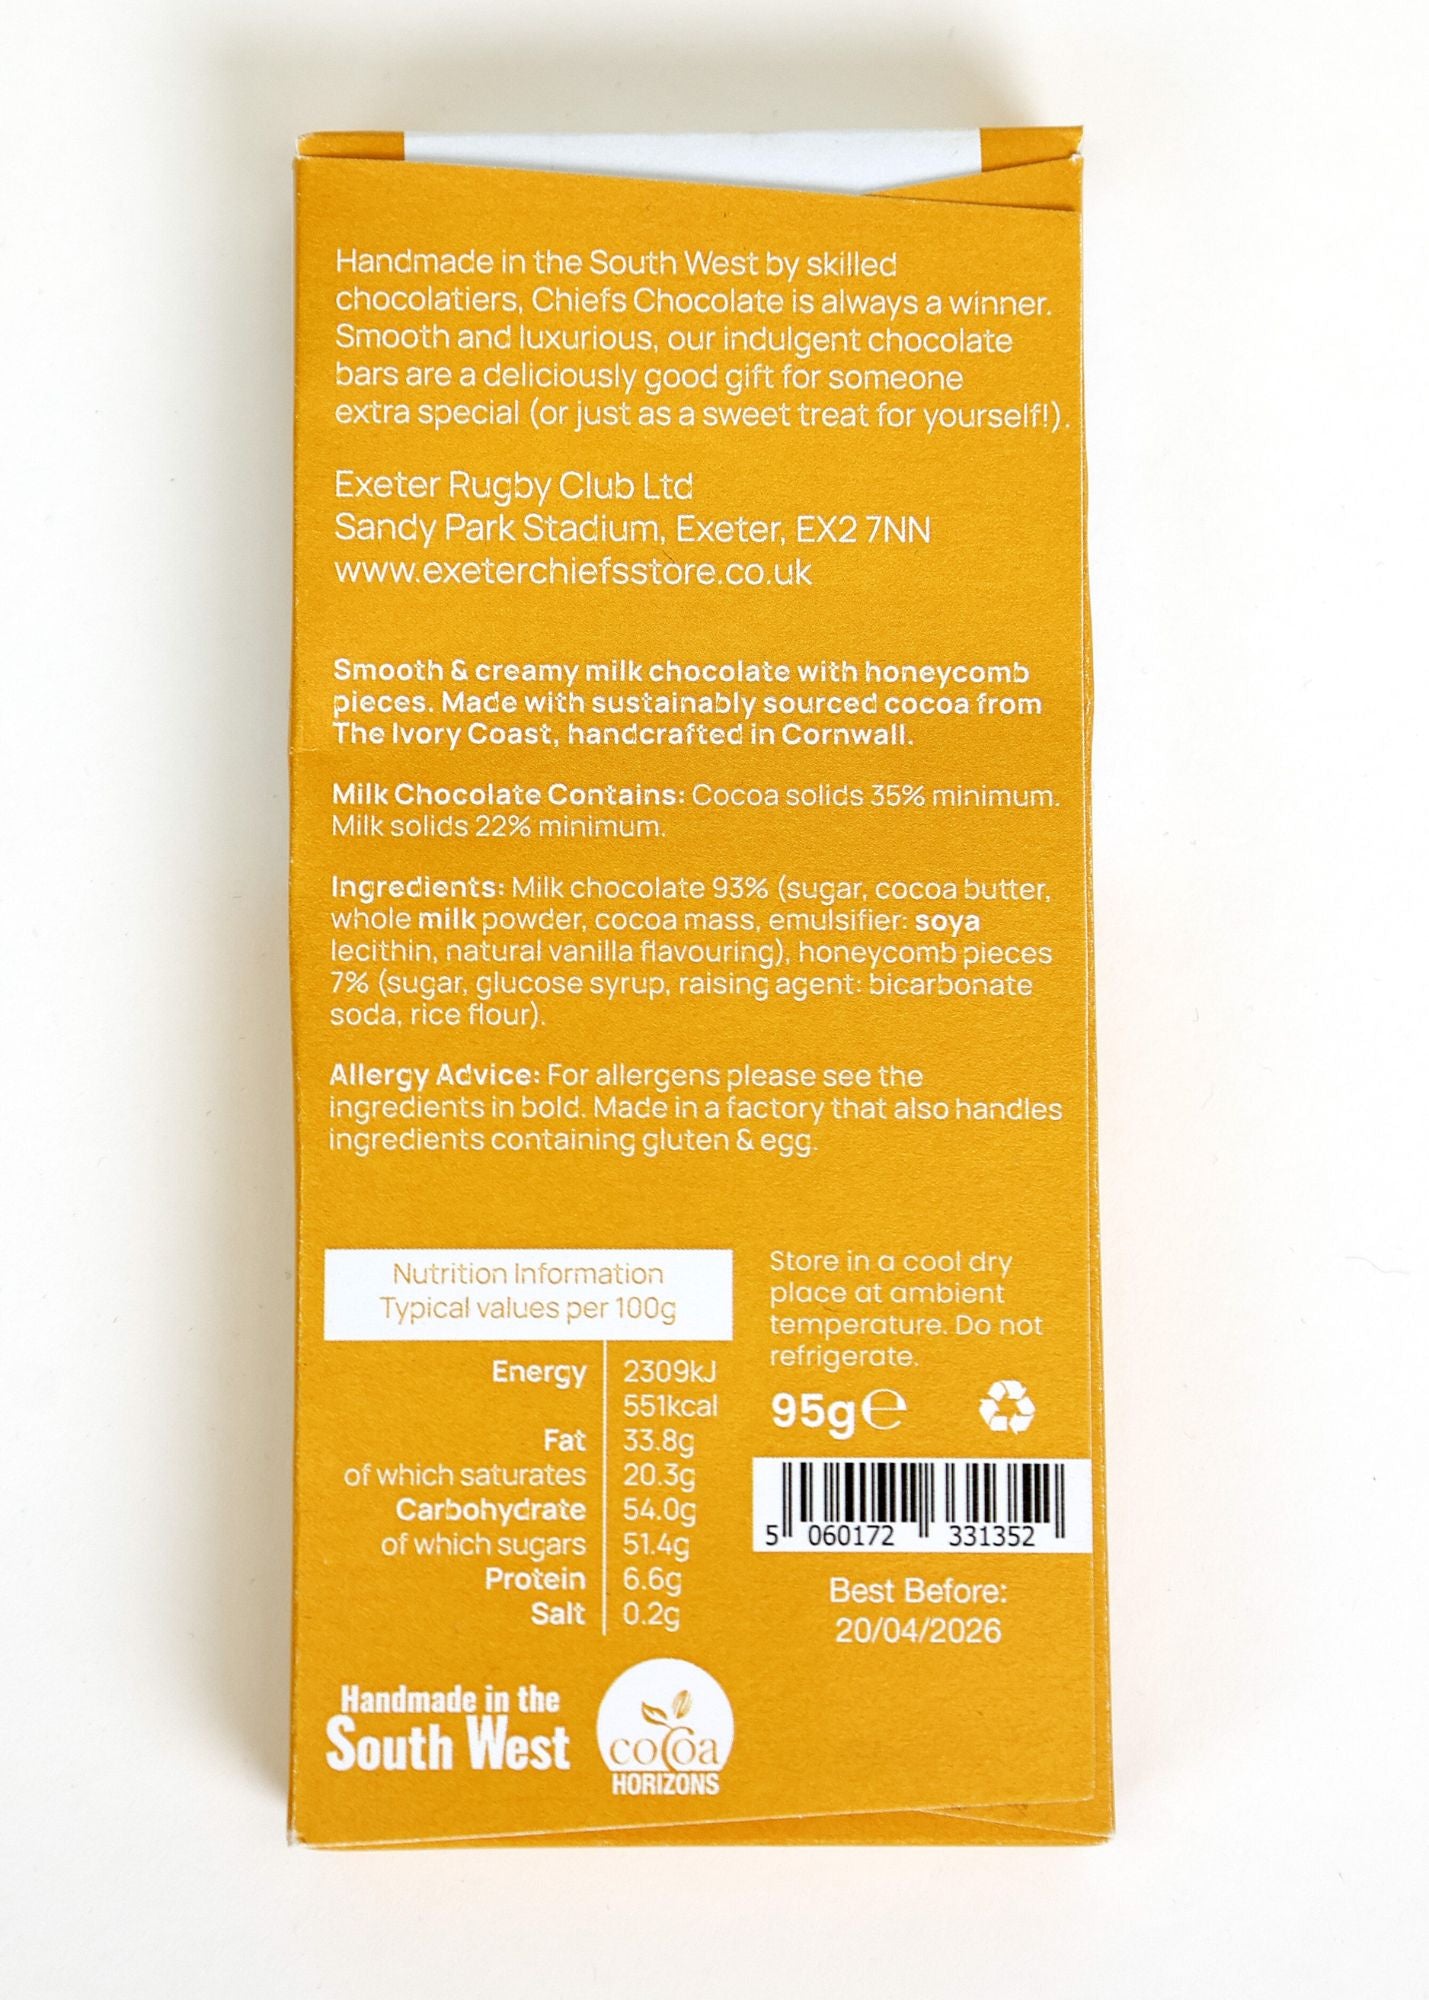 Handmade in the South West by skilled
chocolatiers, Chiefs Chocolate is always a winner.
Smooth and luxurious, our indulgent chocolate
bars are a deliciously good gift for someone
extra special (or just as a sweet treat for yourself!).
Exeter Rugby Club Ltd
Sandy Park Stadium, Exeter, EX2 7NN
www.exeterchiefsstore.co.uk
Smooth & creamy milk chocolate with honeycomb
pieces. Made with sustainably sourced cocoa from
The Ivory Coast, handcrafted in Cornwall.
Milk Chocolate Contains: Cocoa solids 35% minimum.
Milk solids 22% minimum.
Ingredients: Milk chocolate 93% (sugar, cocoa butter,
whole milk powder, cocoa mass, emulsifier: soya
lecithin, natural vanilla flavouring), honeycomb pieces
7% (sugar, glucose syrup, raising agent: bicarbonate
soda, rice flour).
Allergy Advice: For allergens please see the
ingredients in bold. Made in a factory that also handles
ingredients containing gluten & egg.
Nutrition Information
Typical values per 100g
Energy 2309kJ
551kcal
Fat 33.8g
of which saturates 20.3g
Carbohydrate 54.0g
of which sugars 51.4g
Protein 6.6g
Salt 0.2g
Store in a cool dry
place at ambient
temperature. Do not
refrigerate.
95g℮
5 060172 331352
Best Before:
20/04/2026
Handmade in the
South West
cocoa
HORIZONS